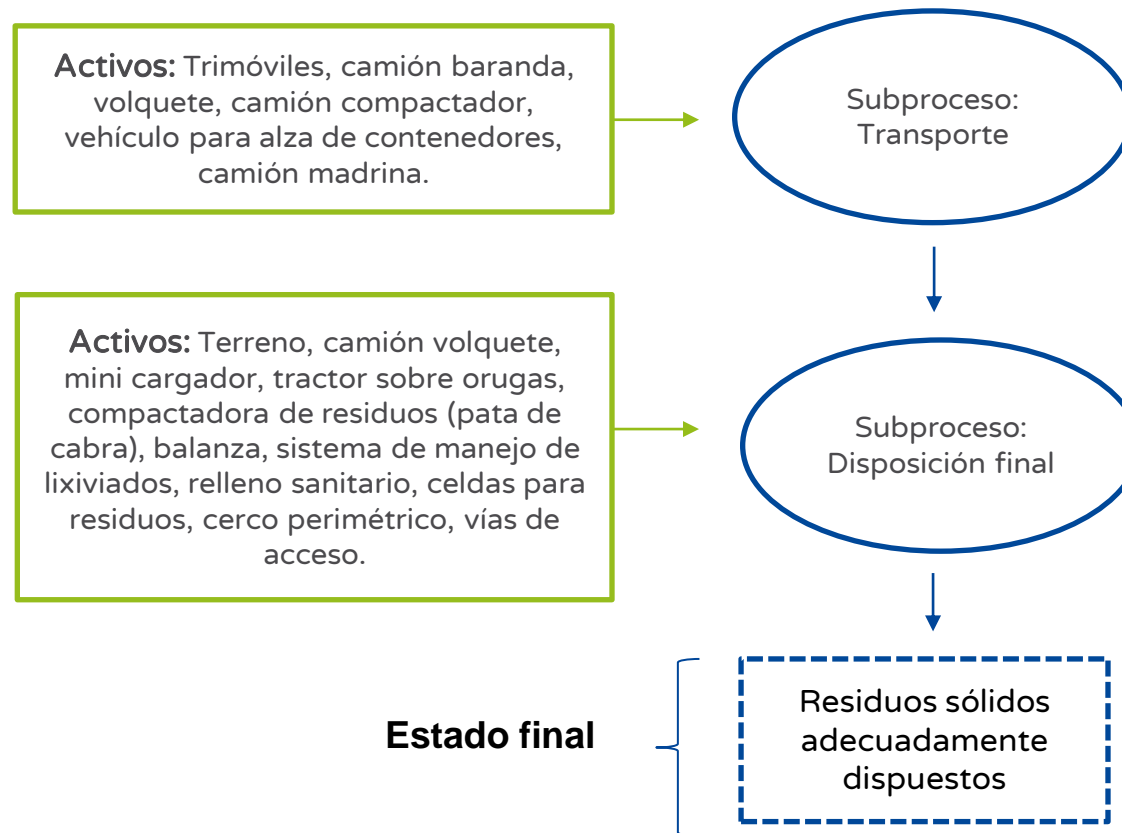 Activos: Trimóviles, camión baranda,
volquete, camión compactador,
vehículo para alza de contenedores,
camión madrina.
Subproceso:
Transporte
Activos: Terreno, camión volquete,
mini cargador, tractor sobre orugas,
compactadora de residuos (pata de
cabra), balanza, sistema de manejo de
lixiviados, relleno sanitario, celdas para
residuos, cerco perimétrico, vías de
acceso.
Subproceso:
Disposición final
Estado final
Residuos sólidos
adecuadamente
dispuestos